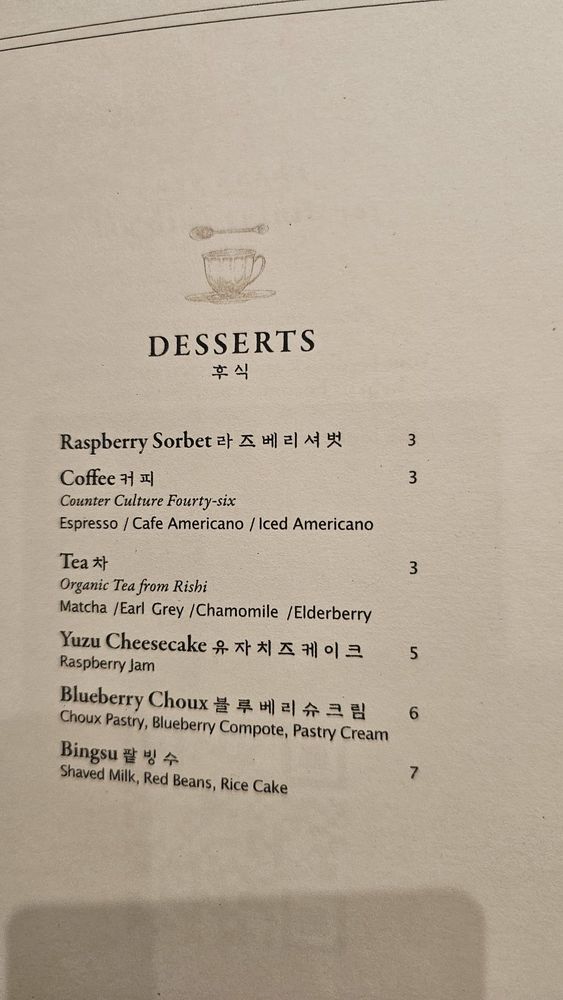 DESSERTS
후식
Raspberry Sorbet 라즈베리셔벗 3
Coffee 커피 3
Counter Culture Fourty-six
Espresso / Cafe Americano / Iced Americano
Tea 차 3
Organic Tea from Rishi
Matcha /Earl Grey /Chamomile /Elderberry
Yuzu Cheesecake 유자치즈케이크 5
Raspberry Jam
Blueberry Choux 블루베리슈크림 6
Choux Pastry, Blueberry Compote, Pastry Cream
Bingsu 팥빙수 7
Shaved Milk, Red Beans, Rice Cake